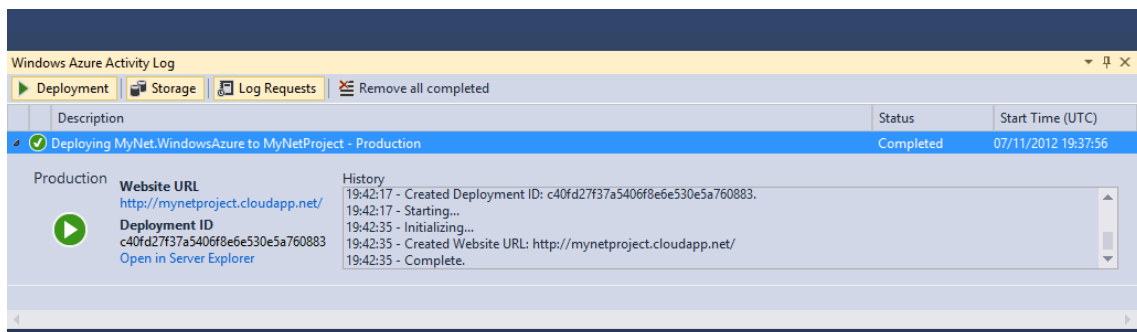 Windows Azure Activity Log
Deployment Storage Log Requests Remove all completed
Description Status Start Time (UTC)
Deploying MyNet.WindowsAzure to MyNetProject - Production Completed 07/11/2012 19:37:56
Production
Website URL
http://mynetproject.cloudapp.net/
Deployment ID
c40fd27f37a5406f8e6e530e5a760883
Open in Server Explorer
History
19:42:17 - Created Deployment ID: c40fd27f37a5406f8e6e530e5a760883.
19:42:17 - Starting...
19:42:35 - Initializing...
19:42:35 - Created Website URL: http://mynetproject.cloudapp.net/
19:42:35 - Complete.